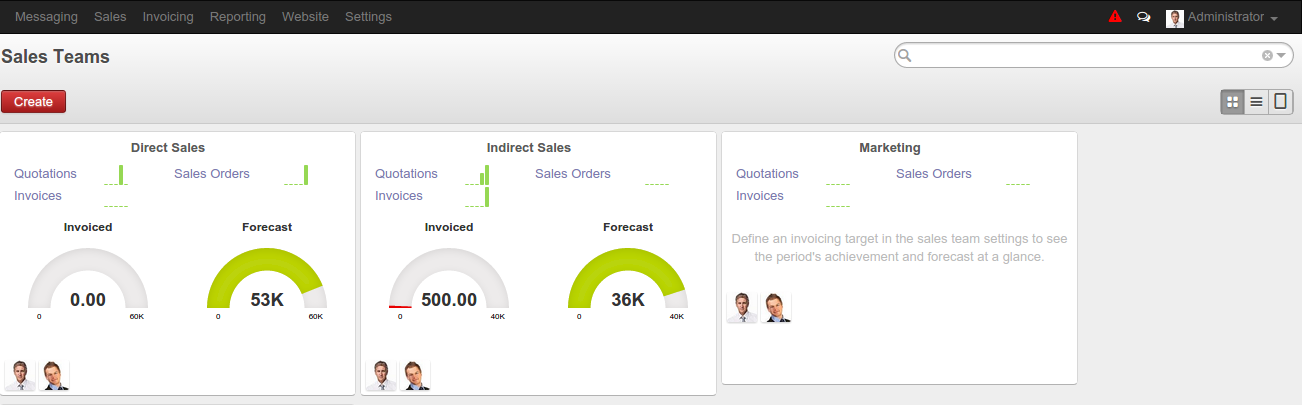 Messaging Sales Invoicing Reporting Website Settings Administrator
Sales Teams
Create
Direct Sales
Quotations Sales Orders
Invoices
Invoiced Forecast
0.00 53K
0 60K 0 60K
Indirect Sales
Quotations Sales Orders
Invoices
Invoiced Forecast
500.00 36K
0 40K 0 40K
Marketing
Quotations Sales Orders
Invoices
Define an invoicing target in the sales team settings to see
the period's achievement and forecast at a glance.